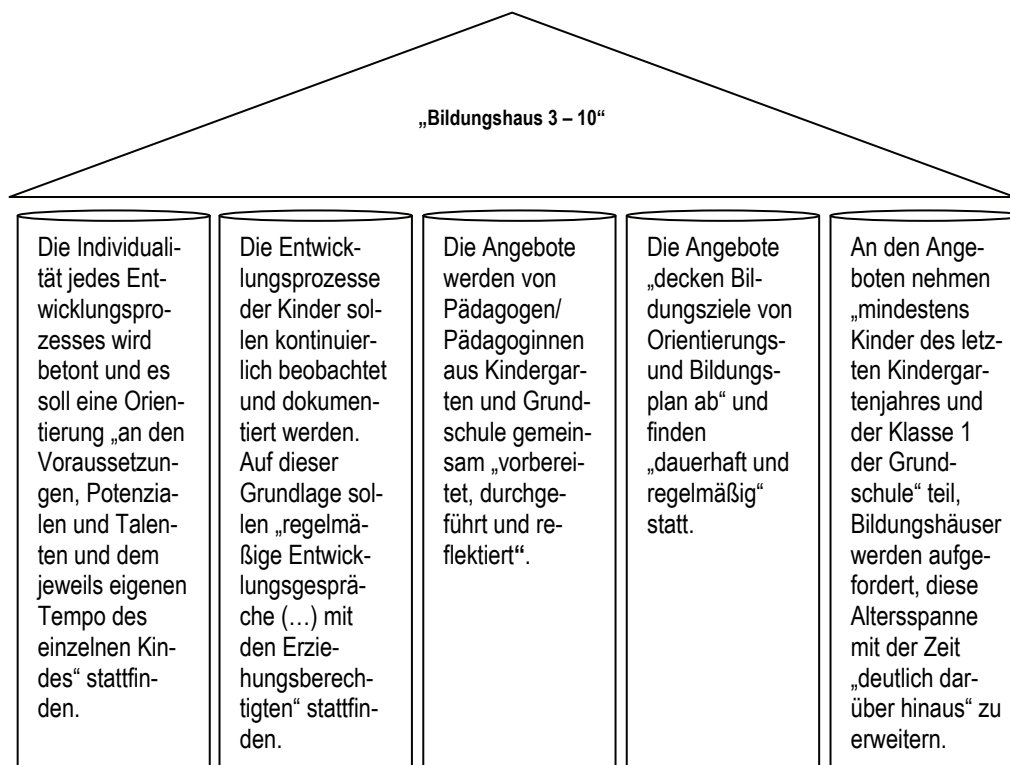 „Bildungshaus 3 – 10“
Die Individuali-
tät jedes Ent-
wicklungspro-
zesses wird
betont und es
soll eine Orien-
tierung „an den
Voraussetzun-
gen, Potenzia-
len und Talen-
ten und dem
jeweils eigenen
Tempo des
einzelnen Kin-
des“ stattfin-
den.
Die Entwick-
lungsprozesse
der Kinder sol-
len kontinuier-
lich beobachtet
und dokumen-
tiert werden.
Auf dieser
Grundlage sol-
len „regelmä-
ßige Entwick-
lungsgesprä-
che (…) mit
den Erzie-
hungsberech-
tigten“ stattfin-
den.
Die Angebote
werden von
Pädagogen/
Pädagoginnen
aus Kindergar-
ten und Grund-
schule gemein-
sam „vorberei-
tet, durchge-
führt und re-
flektiert“.
Die Angebote
„decken Bil-
dungsziele von
Orientierungs-
und Bildungs-
plan ab“ und
finden
„dauerhaft und
regelmäßig“
statt.
An den Ange-
boten nehmen
„mindestens
Kinder des letz-
ten Kindergar-
tenjahres und
der Klasse 1
der Grund-
schule“ teil,
Bildungshäuser
werden aufge-
fordert, diese
Altersspanne
mit der Zeit
„deutlich dar-
über hinaus“ zu
erweitern.